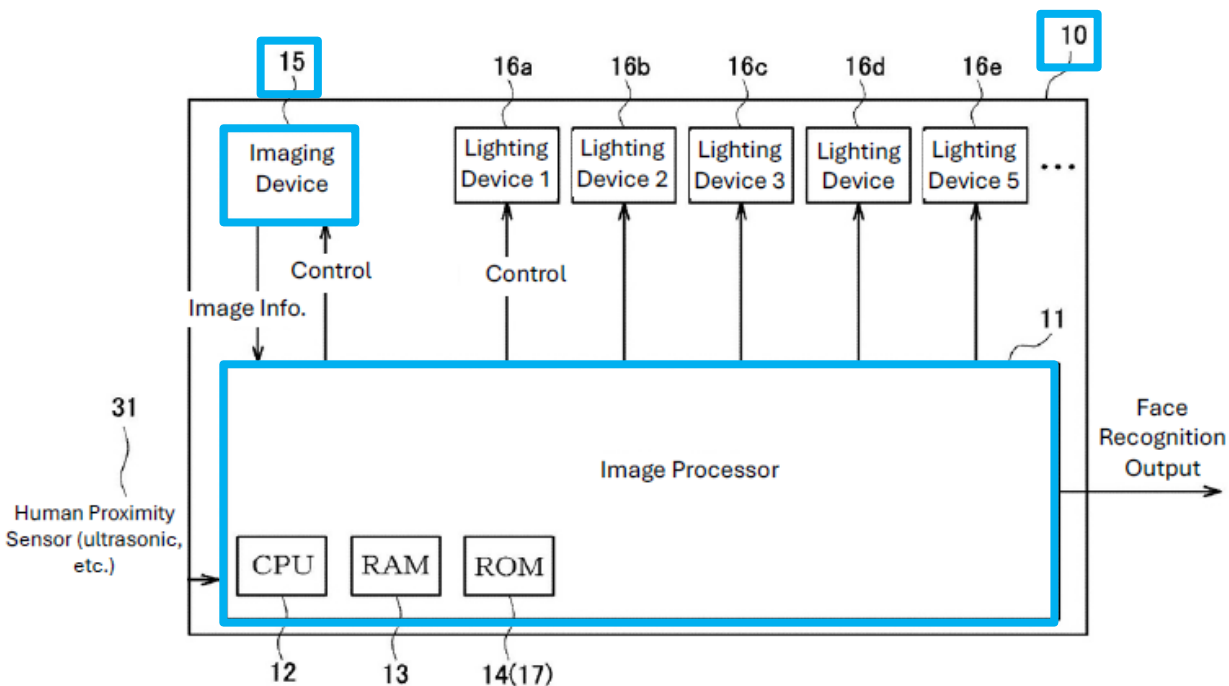 15
10
16a
16b
16c
16d
16e
Imaging
Device
Lighting
Device 1
Lighting
Device 2
Lighting
Device 3
Lighting
Device
Lighting
Device 5
...
Control
Control
Image Info.
11
31
Human Proximity
Sensor (ultrasonic,
etc.)
Image Processor
Face
Recognition
Output
CPU
RAM
ROM
12
13
14(17)